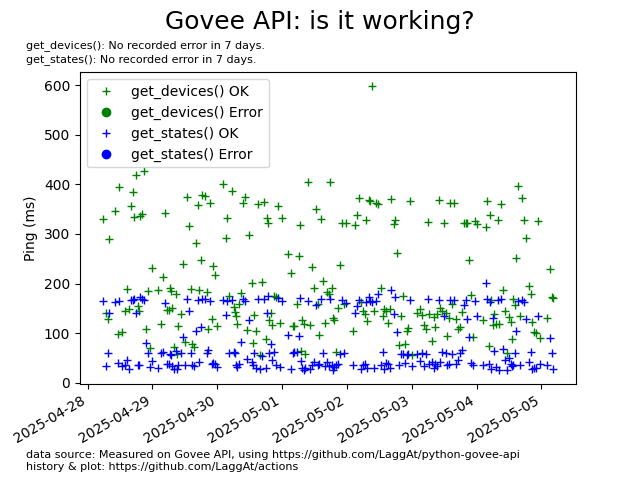 Govee API: is it working?
get_devices(): No recorded error in 7 days.
get_states(): No recorded error in 7 days.
600
500
400
300
200
100
0
Ping (ms)
get_devices() OK
get_devices() Error
get_states() OK
get_states() Error
2025-04-28
2025-04-29
2025-04-30
2025-05-01
2025-05-02
2025-05-03
2025-05-04
2025-05-05
data source: Measured on Govee API, using https://github.com/LaggAt/python-govee-api
history & plot: https://github.com/LaggAt/actions